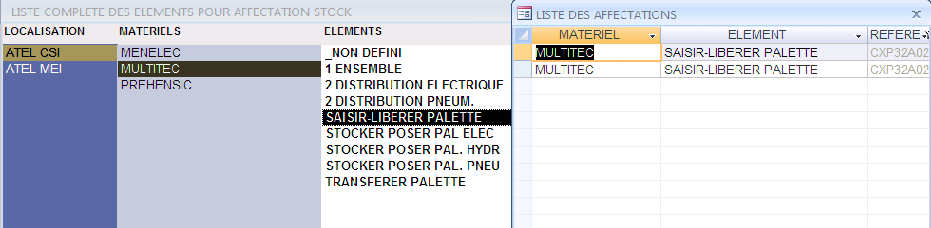 LISTE COMPLETE DES ELEMENTS POUR AFFECTATION STOCK
LOCALISATION MATERIELS ELEMENTS
ATEL CSI MENELEC _NON DEFINI
ATEL MEI MULTITEC 1 ENSEMBLE
PREHENSIC 2 DISTRIBUTION ELECTRIQUE
2 DISTRIBUTION PNEUM.
SAISIR-LIBERER PALETTE
STOCKER POSER PAL ELEC
STOCKER POSER PAL. HYDR
STOCKER POSER PAL. PNEU
TRANSFERER PALETTE
LISTE DES AFFECTATIONS
MATERIEL ELEMENT REFERE
MULTITEC SAISIR-LIBERER PALETTE CXP32A02
MULTITEC SAISIR-LIBERER PALETTE CXP32A02